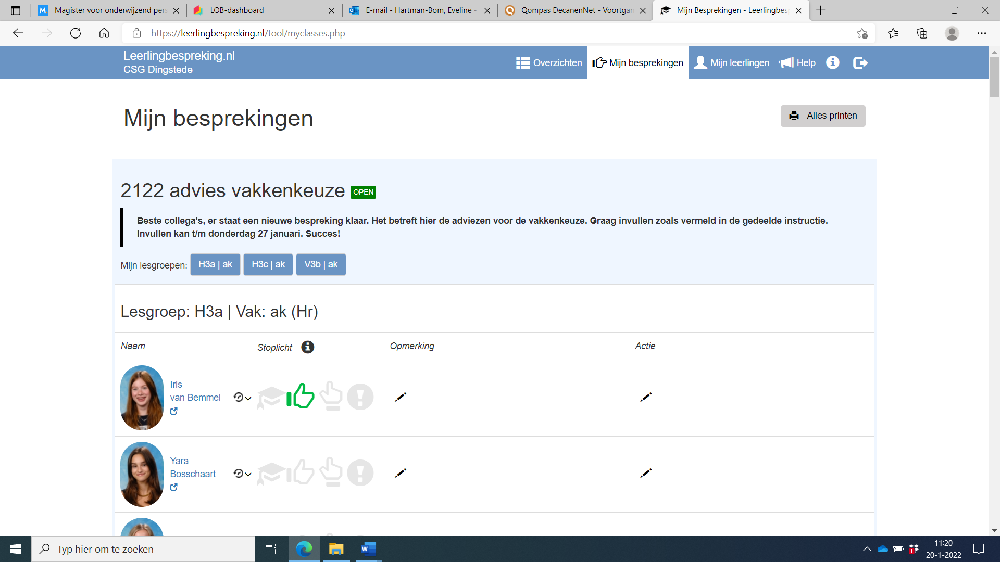 Magister voor onderwijzend pers
LOB-dashboard
E-mail - Hartman-Bom, Eveline -
Qompas DecanenNet - Voortgan
Mijn Besprekingen - Leerlingbesp
https://leerlingbespreking.nl/tool/myclasses.php
Leerlingbespreking.nl
CSG Dingstede
Overzichten
Mijn besprekingen
Mijn leerlingen
Help
Mijn besprekingen
Alles printen
2122 advies vakkenkeuze OPEN
Beste collega's, er staat een nieuwe bespreking klaar. Het betreft hier de adviezen voor de vakkenkeuze. Graag invullen zoals vermeld in de gedeelde instructie.
Invullen kan t/m donderdag 27 januari. Succes!
Mijn lesgroepen: H3a | ak H3c | ak V3b | ak
Lesgroep: H3a | Vak: ak (Hr)
Naam Stoplicht Opmerking Actie
Iris
van Bemmel
Yara
Bosschaart
Typ hier om te zoeken
11:20
20-1-2022